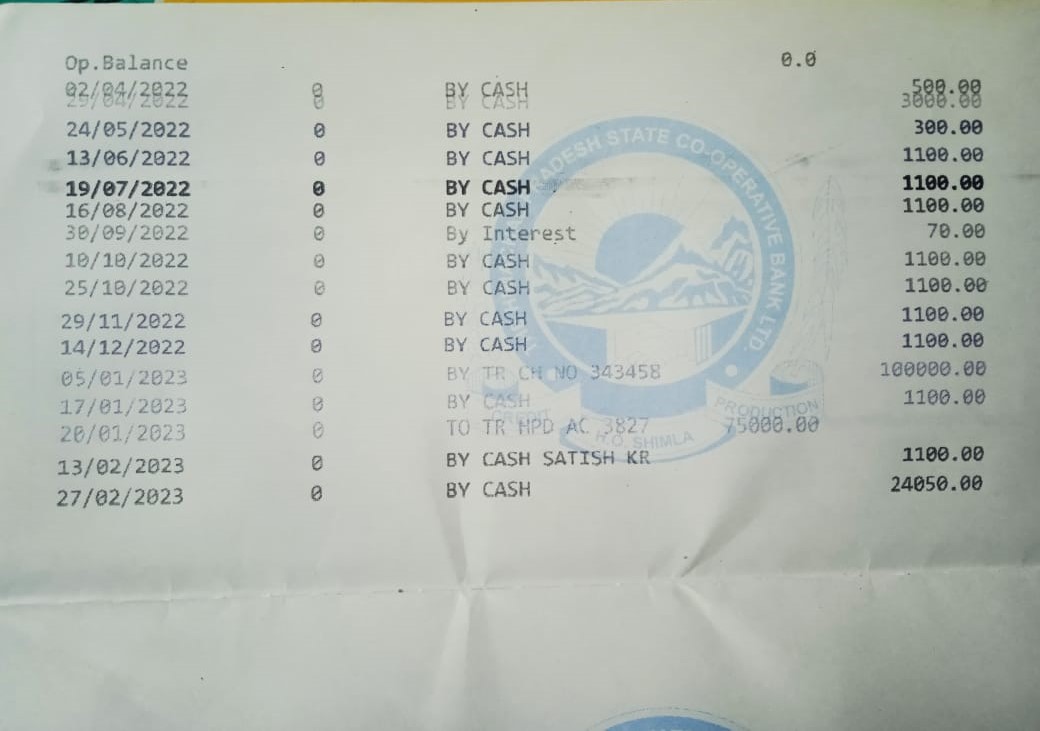 Op.Balance 0.0
02/04/2022 0 BY CASH 500.00
29/04/2022 0 BY CASH 3000.00
24/05/2022 0 BY CASH 300.00
13/06/2022 0 BY CASH 1100.00
19/07/2022 0 BY CASH 1100.00
16/08/2022 0 BY CASH 1100.00
30/09/2022 0 By Interest 70.00
10/10/2022 0 BY CASH 1100.00
25/10/2022 0 BY CASH 1100.00
29/11/2022 0 BY CASH 1100.00
14/12/2022 0 BY CASH 1100.00
05/01/2023 0 BY TR CH NO 343458 100000.00
17/01/2023 0 BY CASH 1100.00
20/01/2023 0 TO TR MPD AC 3827 75000.00
13/02/2023 0 BY CASH SATISH KR 1100.00
27/02/2023 0 BY CASH 24050.00
STATE CO-OPERATIVE BANK LTD.
CREDIT PRODUCTION
H.O. SHIMLA